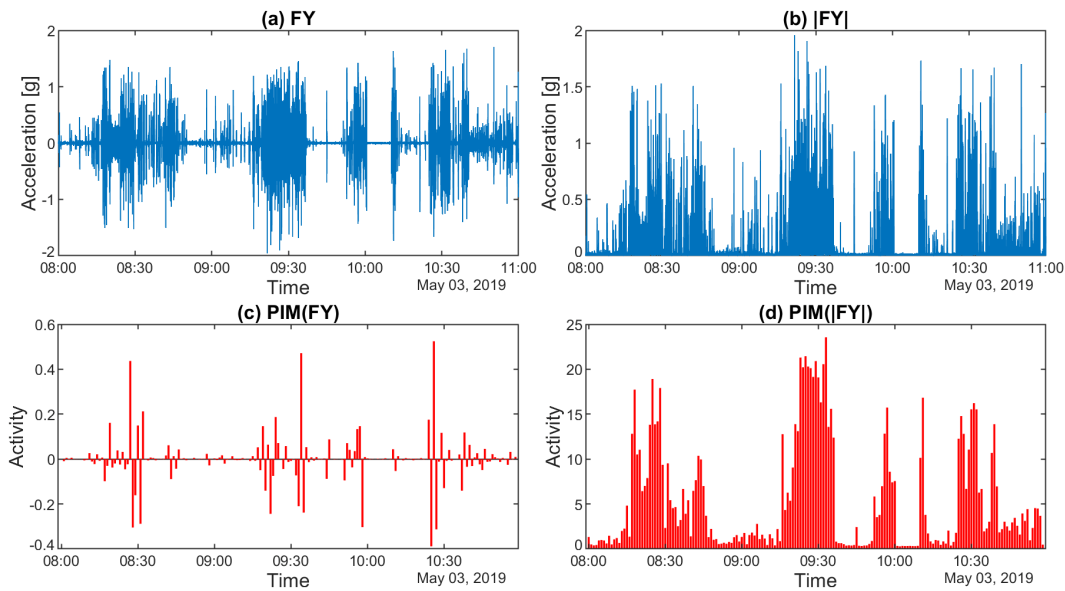 (a) FY
Acceleration [g]
2
1
0
-1
-2
08:00 08:30 09:00 09:30 10:00 10:30 11:00
Time
May 03, 2019
(b) |FY|
Acceleration [g]
2
1.5
1
0.5
0
08:00 08:30 09:00 09:30 10:00 10:30 11:00
Time
May 03, 2019
(c) PIM(FY)
Activity
0.6
0.4
0.2
0
-0.2
-0.4
08:00 08:30 09:00 09:30 10:00 10:30
Time
May 03, 2019
(d) PIM(|FY|)
Activity
25
20
15
10
5
0
08:00 08:30 09:00 09:30 10:00 10:30
Time
May 03, 2019